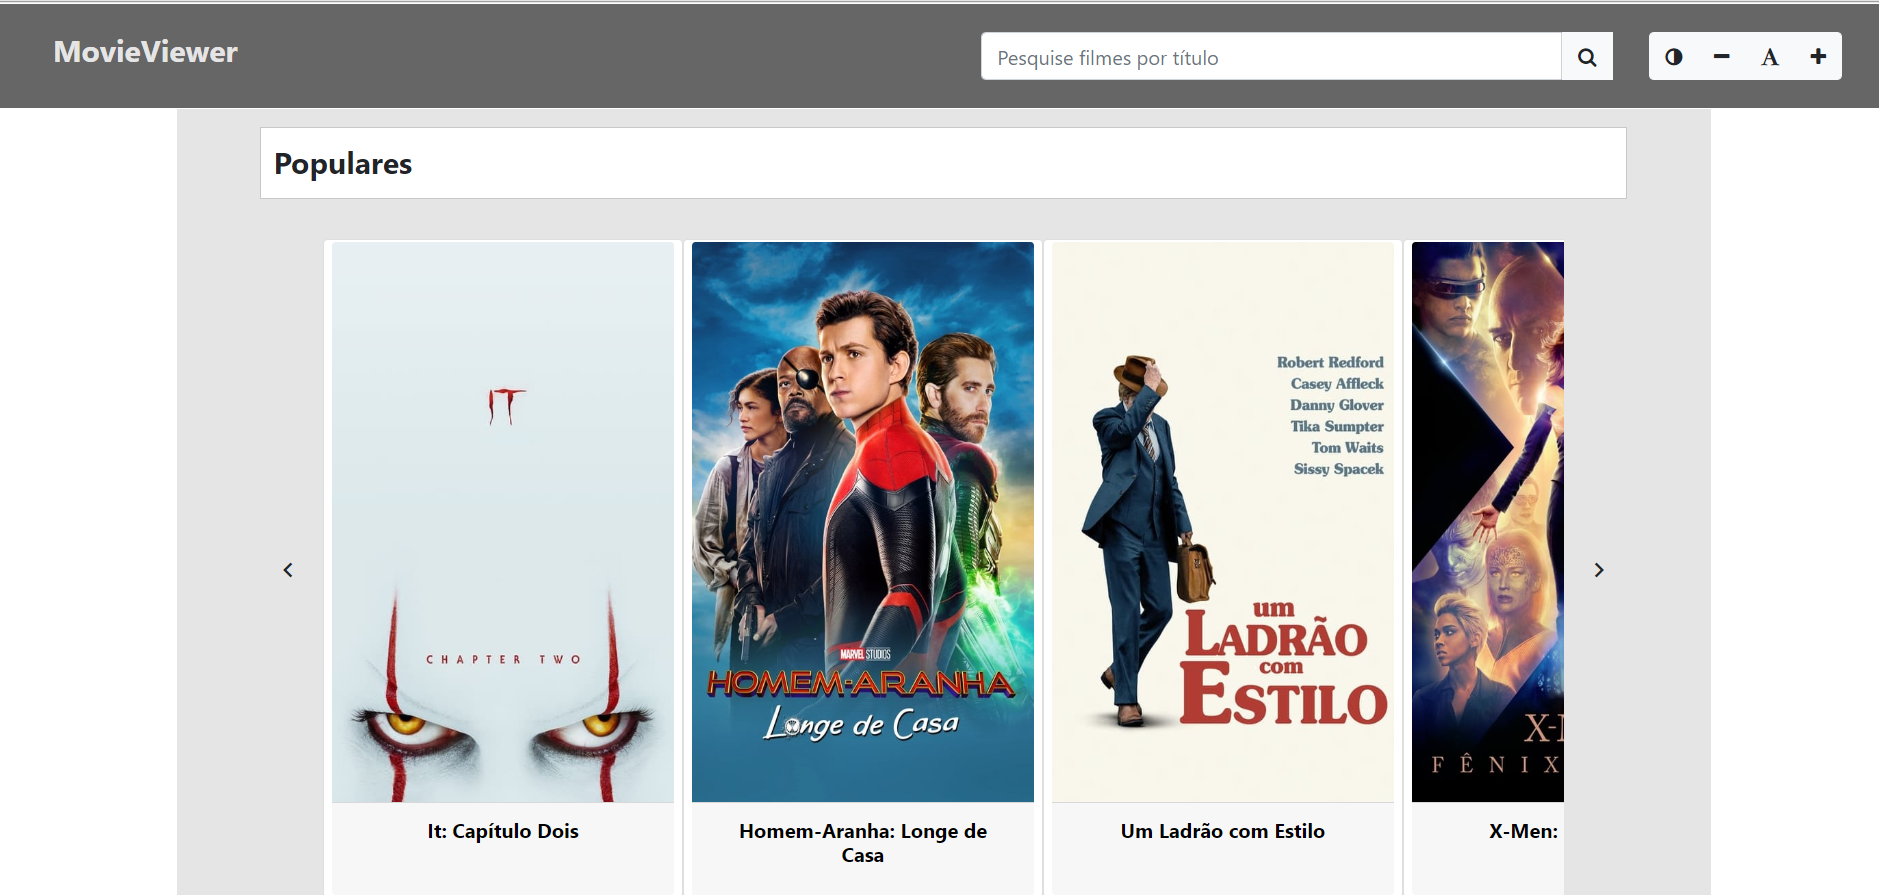 MovieViewer
Pesquise filmes por título
A
Populares
IT
CHAPTER TWO
It: Capítulo Dois
MARVEL STUDIOS
HOMEM-ARANHA
Longe de Casa
Homem-Aranha: Longe de
Casa
Robert Redford
Casey Affleck
Danny Glover
Tika Sumpter
Tom Waits
Sissy Spacek
um
LADRÃO
com
ESTILO
Um Ladrão com Estilo
X-
FÊNIX
X-Men: